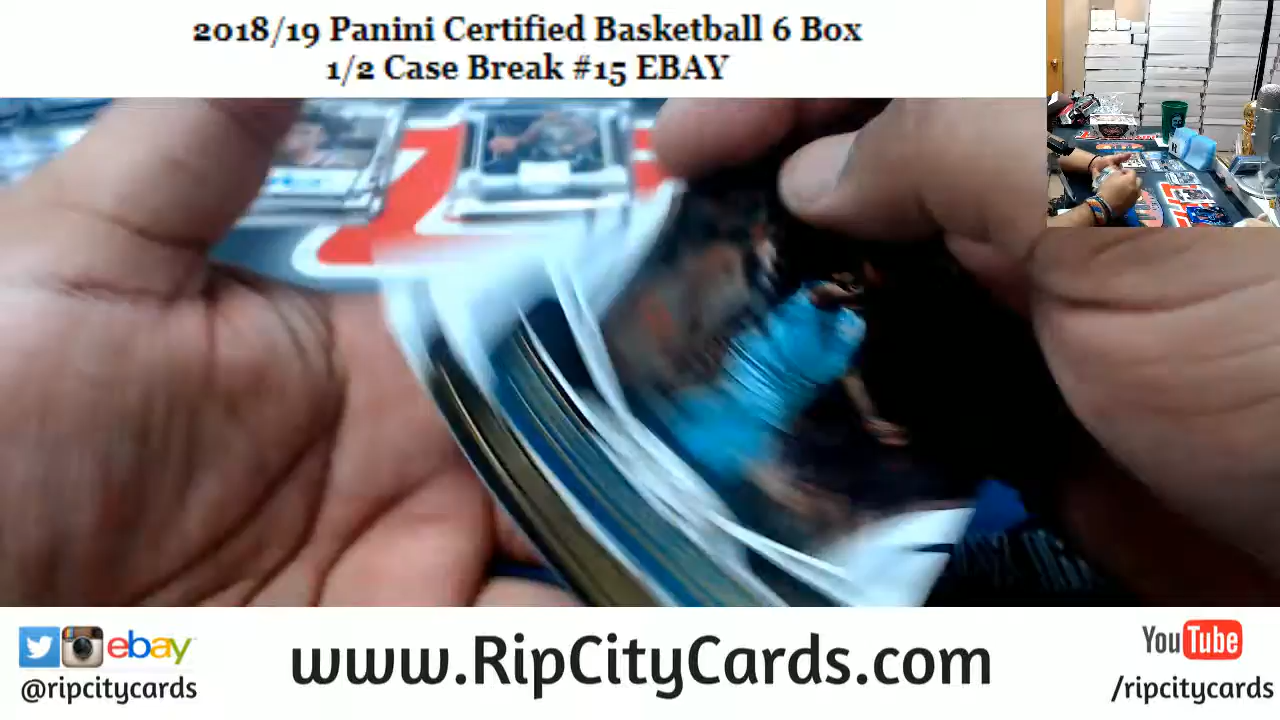 2018/19 Panini Certified Basketball 6 Box
1/2 Case Break #15 EBAY
ebay
@ripcitycards
www.RipCityCards.com
YouTube
/ripcitycards